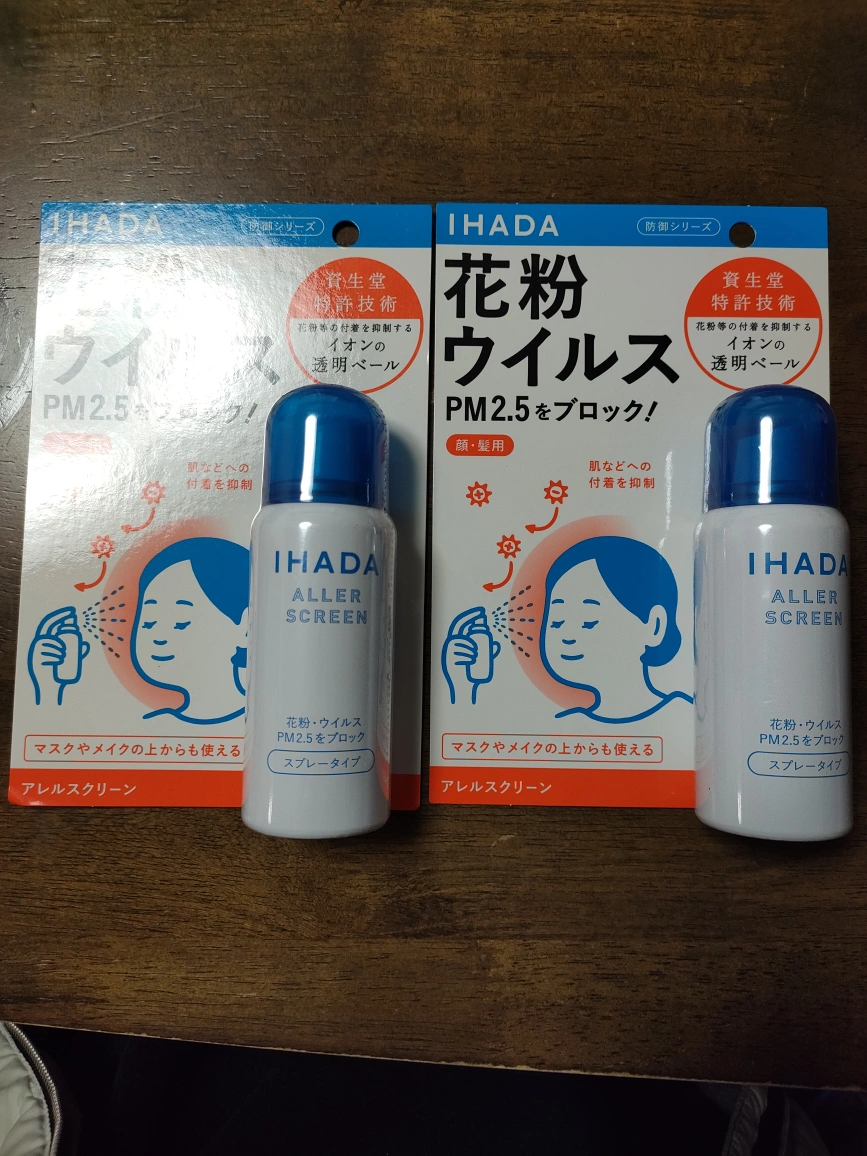 IHADA
防御シリーズ
資生堂
特許技術
花粉等の付着を抑制する
イオンの
透明ベール
ウイルス
PM2.5をブロック!
肌などへの
付着を抑制
マスクやメイクの上からも使える
アレルスクリーン
IHADA
ALLER
SCREEN
花粉・ウイルス
PM2.5をブロック
スプレータイプ
IHADA
防御シリーズ
花粉
ウイルス
PM2.5をブロック!
資生堂
特許技術
花粉等の付着を抑制する
イオンの
透明ベール
顔・髪用
肌などへの
付着を抑制
マスクやメイクの上からも使える
アレルスクリーン
IHADA
ALLER
SCREEN
花粉・ウイルス
PM2.5をブロック
スプレータイプ